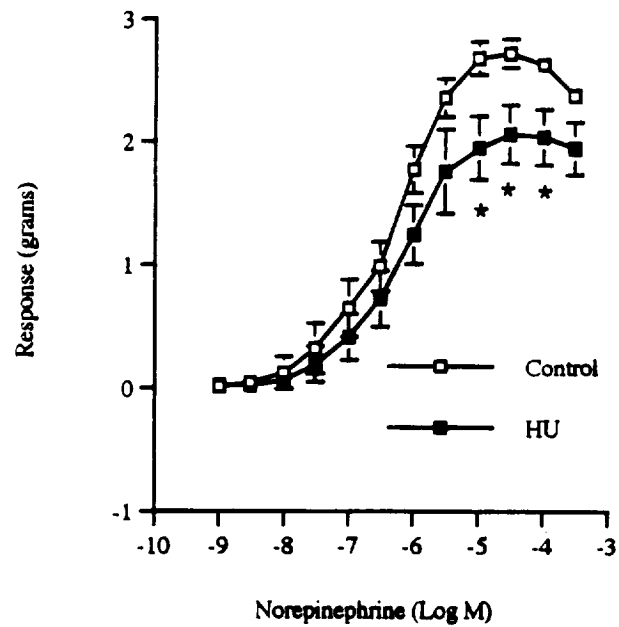 3
2
1
0
-1
Response (grams)
* * *
Control
HU
-10 -9 -8 -7 -6 -5 -4 -3
Norepinephrine (Log M)